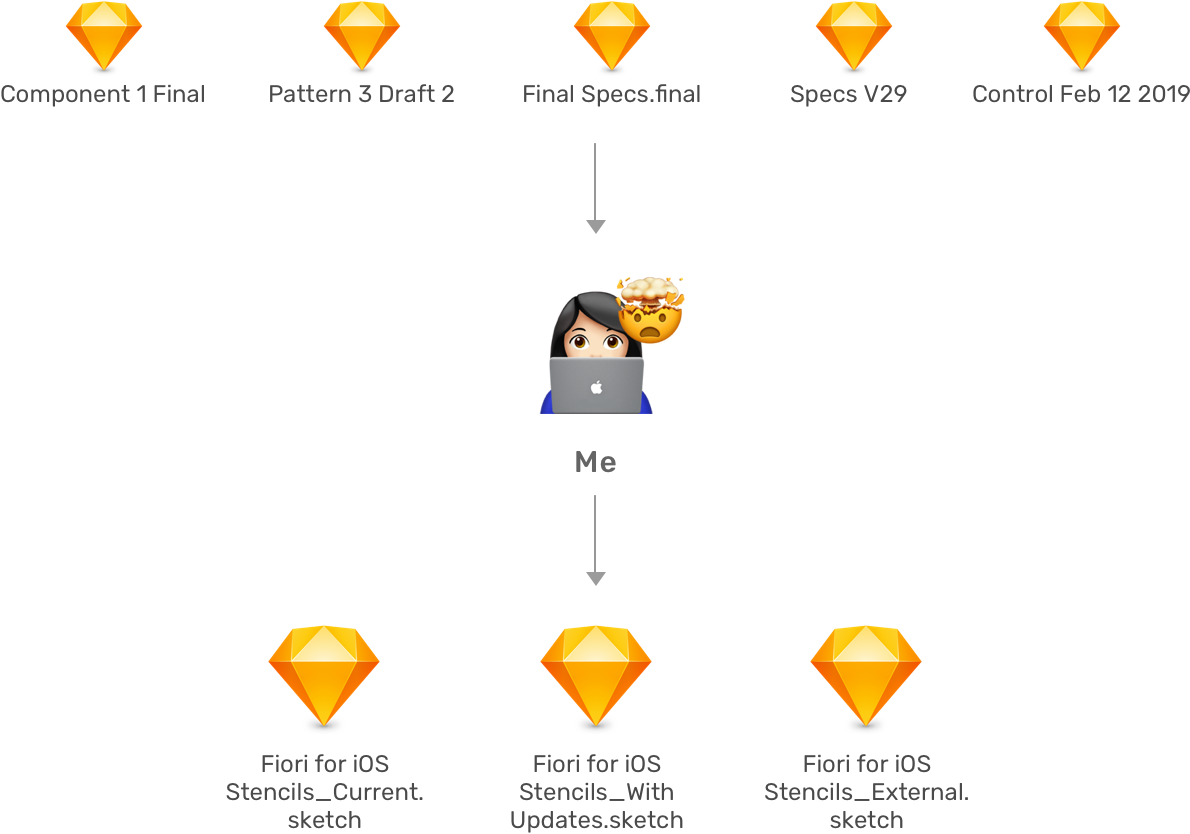 Component 1 Final
Pattern 3 Draft 2
Final Specs.final
Specs V29
Control Feb 12 2019
Me
Fiori for iOS
Stencils_Current.
sketch
Fiori for iOS
Stencils_With
Updates.sketch
Fiori for iOS
Stencils_External.
sketch